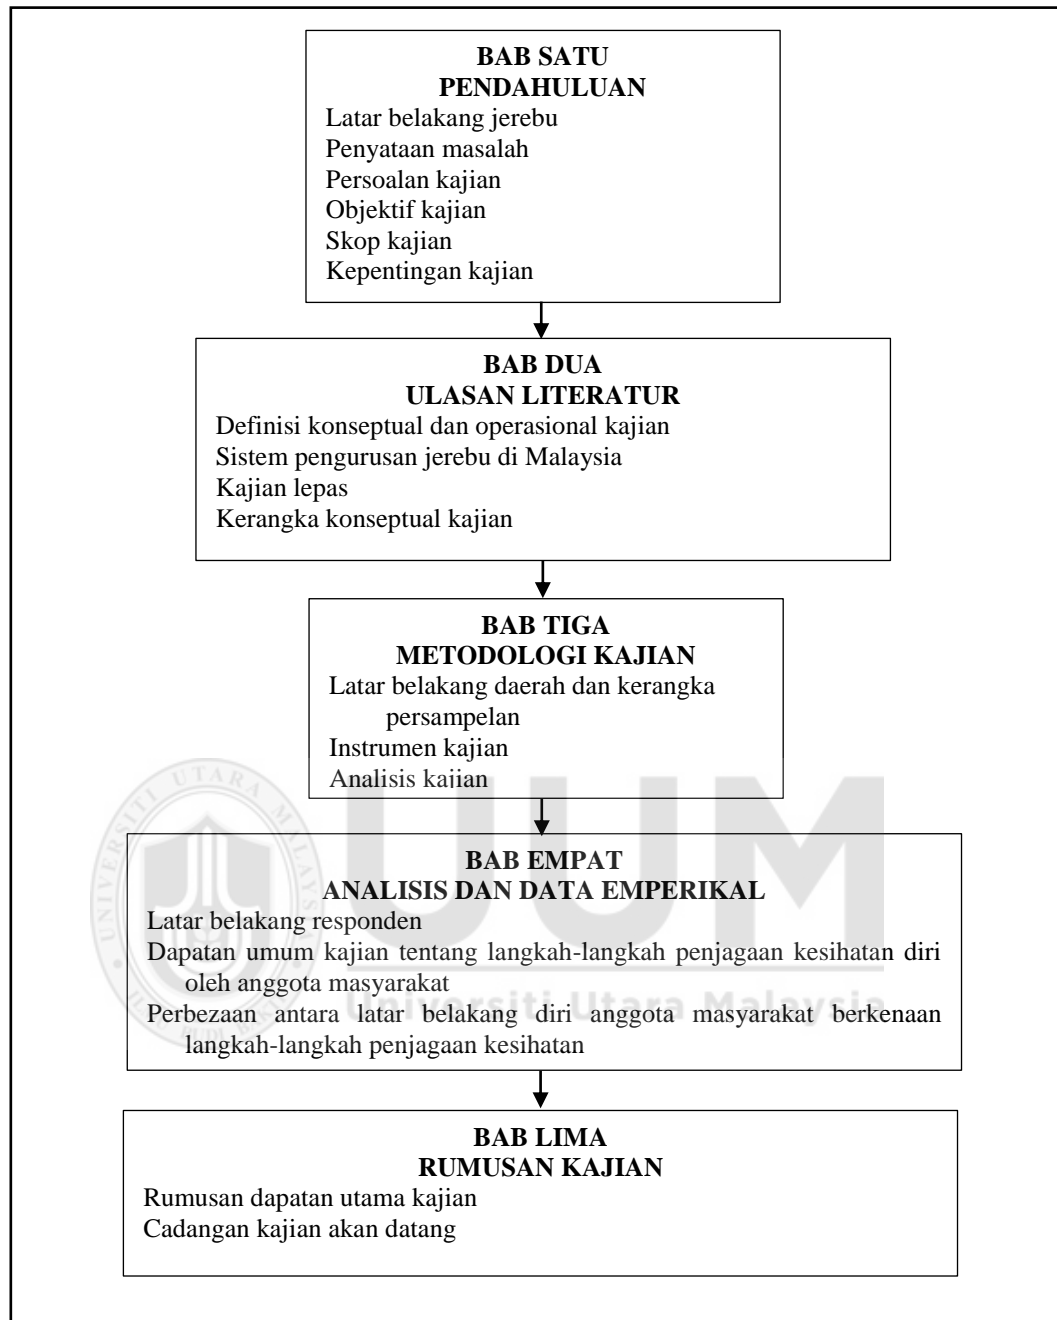 BAB SATU
PENDAHULUAN
Latar belakang jerebu
Penyataan masalah
Persoalan kajian
Objektif kajian
Skop kajian
Kepentingan kajian
BAB DUA
ULASAN LITERATUR
Definisi konseptual dan operasional kajian
Sistem pengurusan jerebu di Malaysia
Kajian lepas
Kerangka konseptual kajian
BAB TIGA
METODOLOGI KAJIAN
Latar belakang daerah dan kerangka
persampelan
Instrumen kajian
Analisis kajian
UNIVERSITI UTARA MALAYSIA
UUM
BAB EMPAT
ANALISIS DAN DATA EMPERIKAL
Latar belakang responden
Dapatan umum kajian tentang langkah-langkah penjagaan kesihatan diri
oleh anggota masyarakat
Universiti Utara Malaysia
Perbezaan antara latar belakang diri anggota masyarakat berkenaan
langkah-langkah penjagaan kesihatan
BAB LIMA
RUMUSAN KAJIAN
Rumusan dapatan utama kajian
Cadangan kajian akan datang